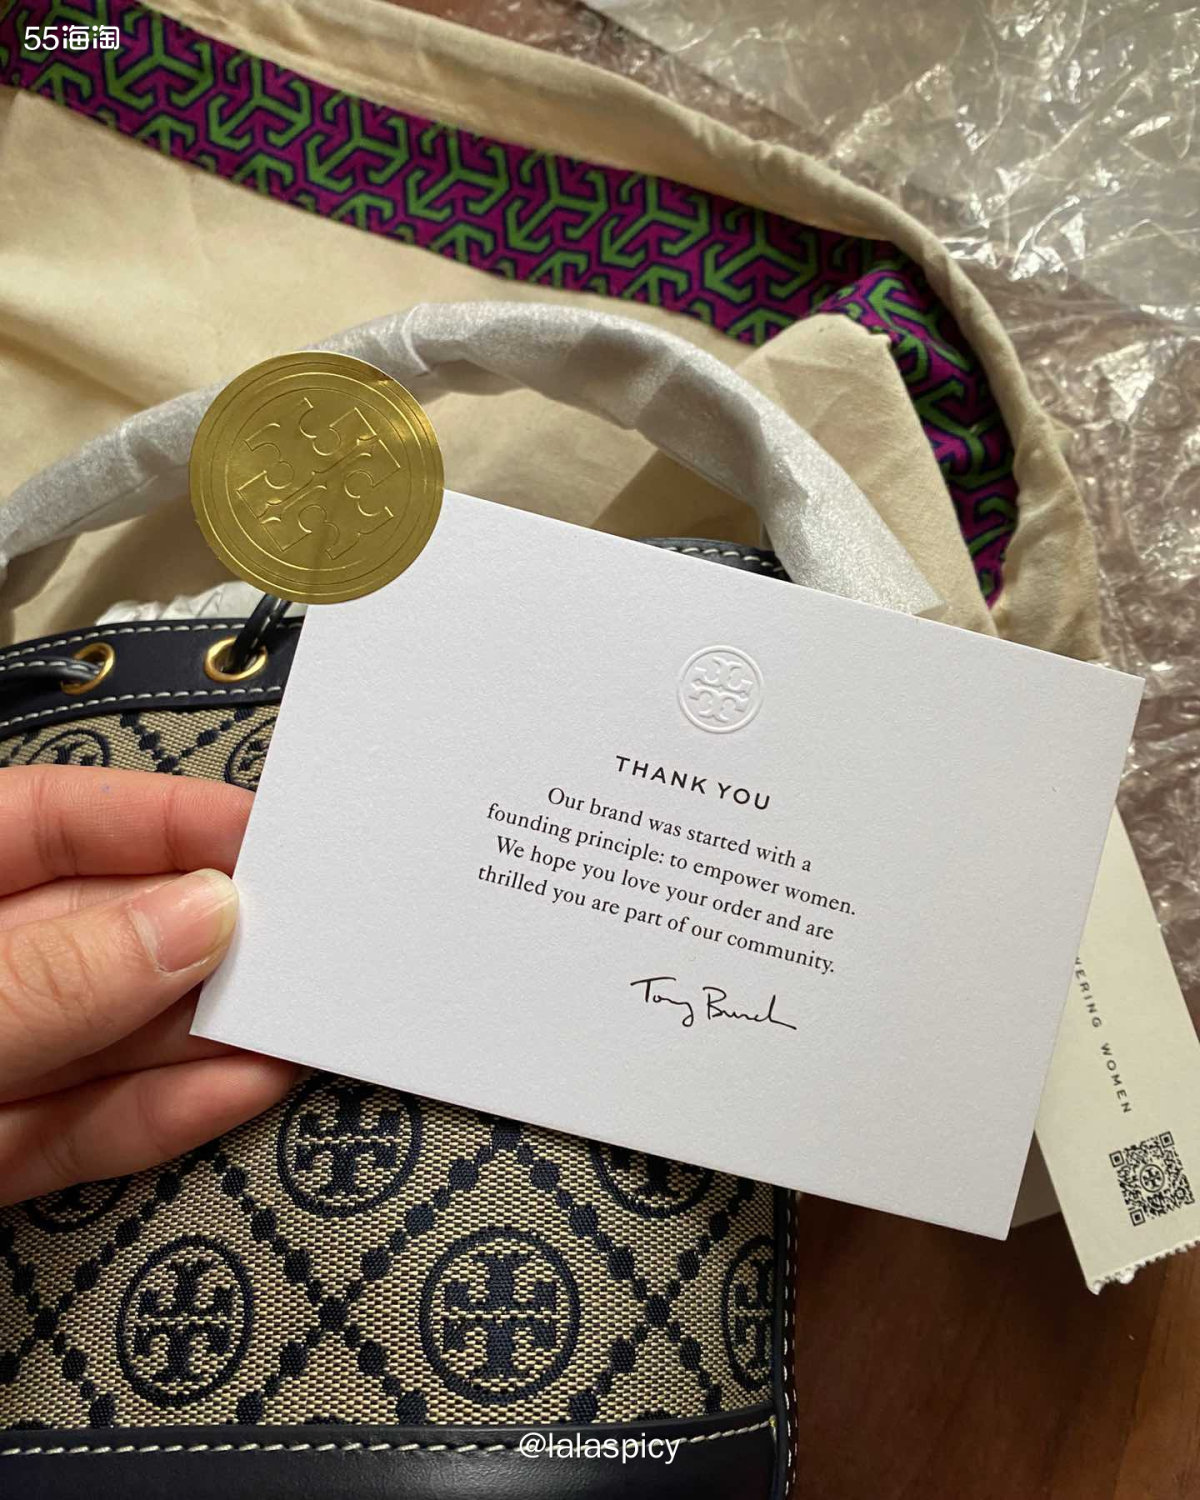 55海淘
THANK YOU
Our brand was started with a
founding principle: to empower women.
We hope you love your order and are
thrilled you are part of our community.
Tory Burch
WOMEN
@lalaspicy